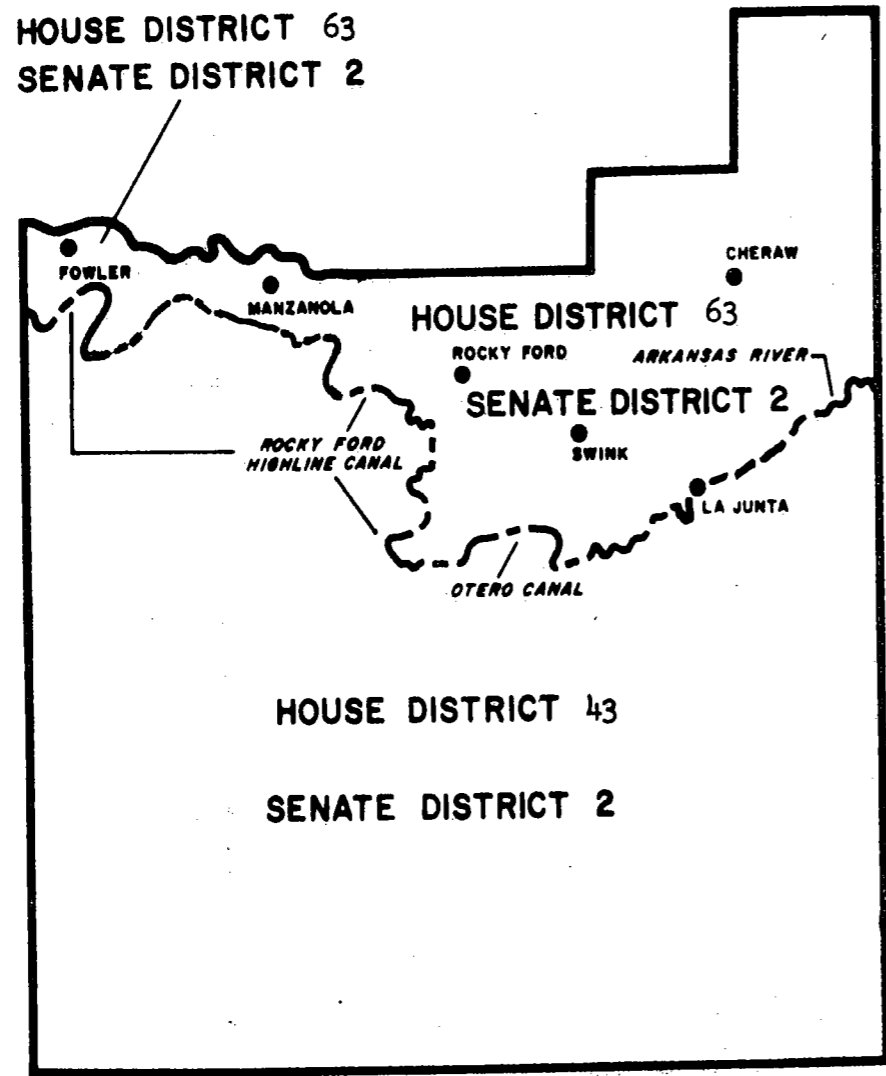 HOUSE DISTRICT 63
SENATE DISTRICT 2
FOWLER
MANZANOLA
CHERAW
HOUSE DISTRICT 63
ROCKY FORD
ARKANSAS RIVER
SENATE DISTRICT 2
SWINK
ROCKY FORD
HIGHLINE CANAL
LA JUNTA
OTERO CANAL
HOUSE DISTRICT 43
SENATE DISTRICT 2